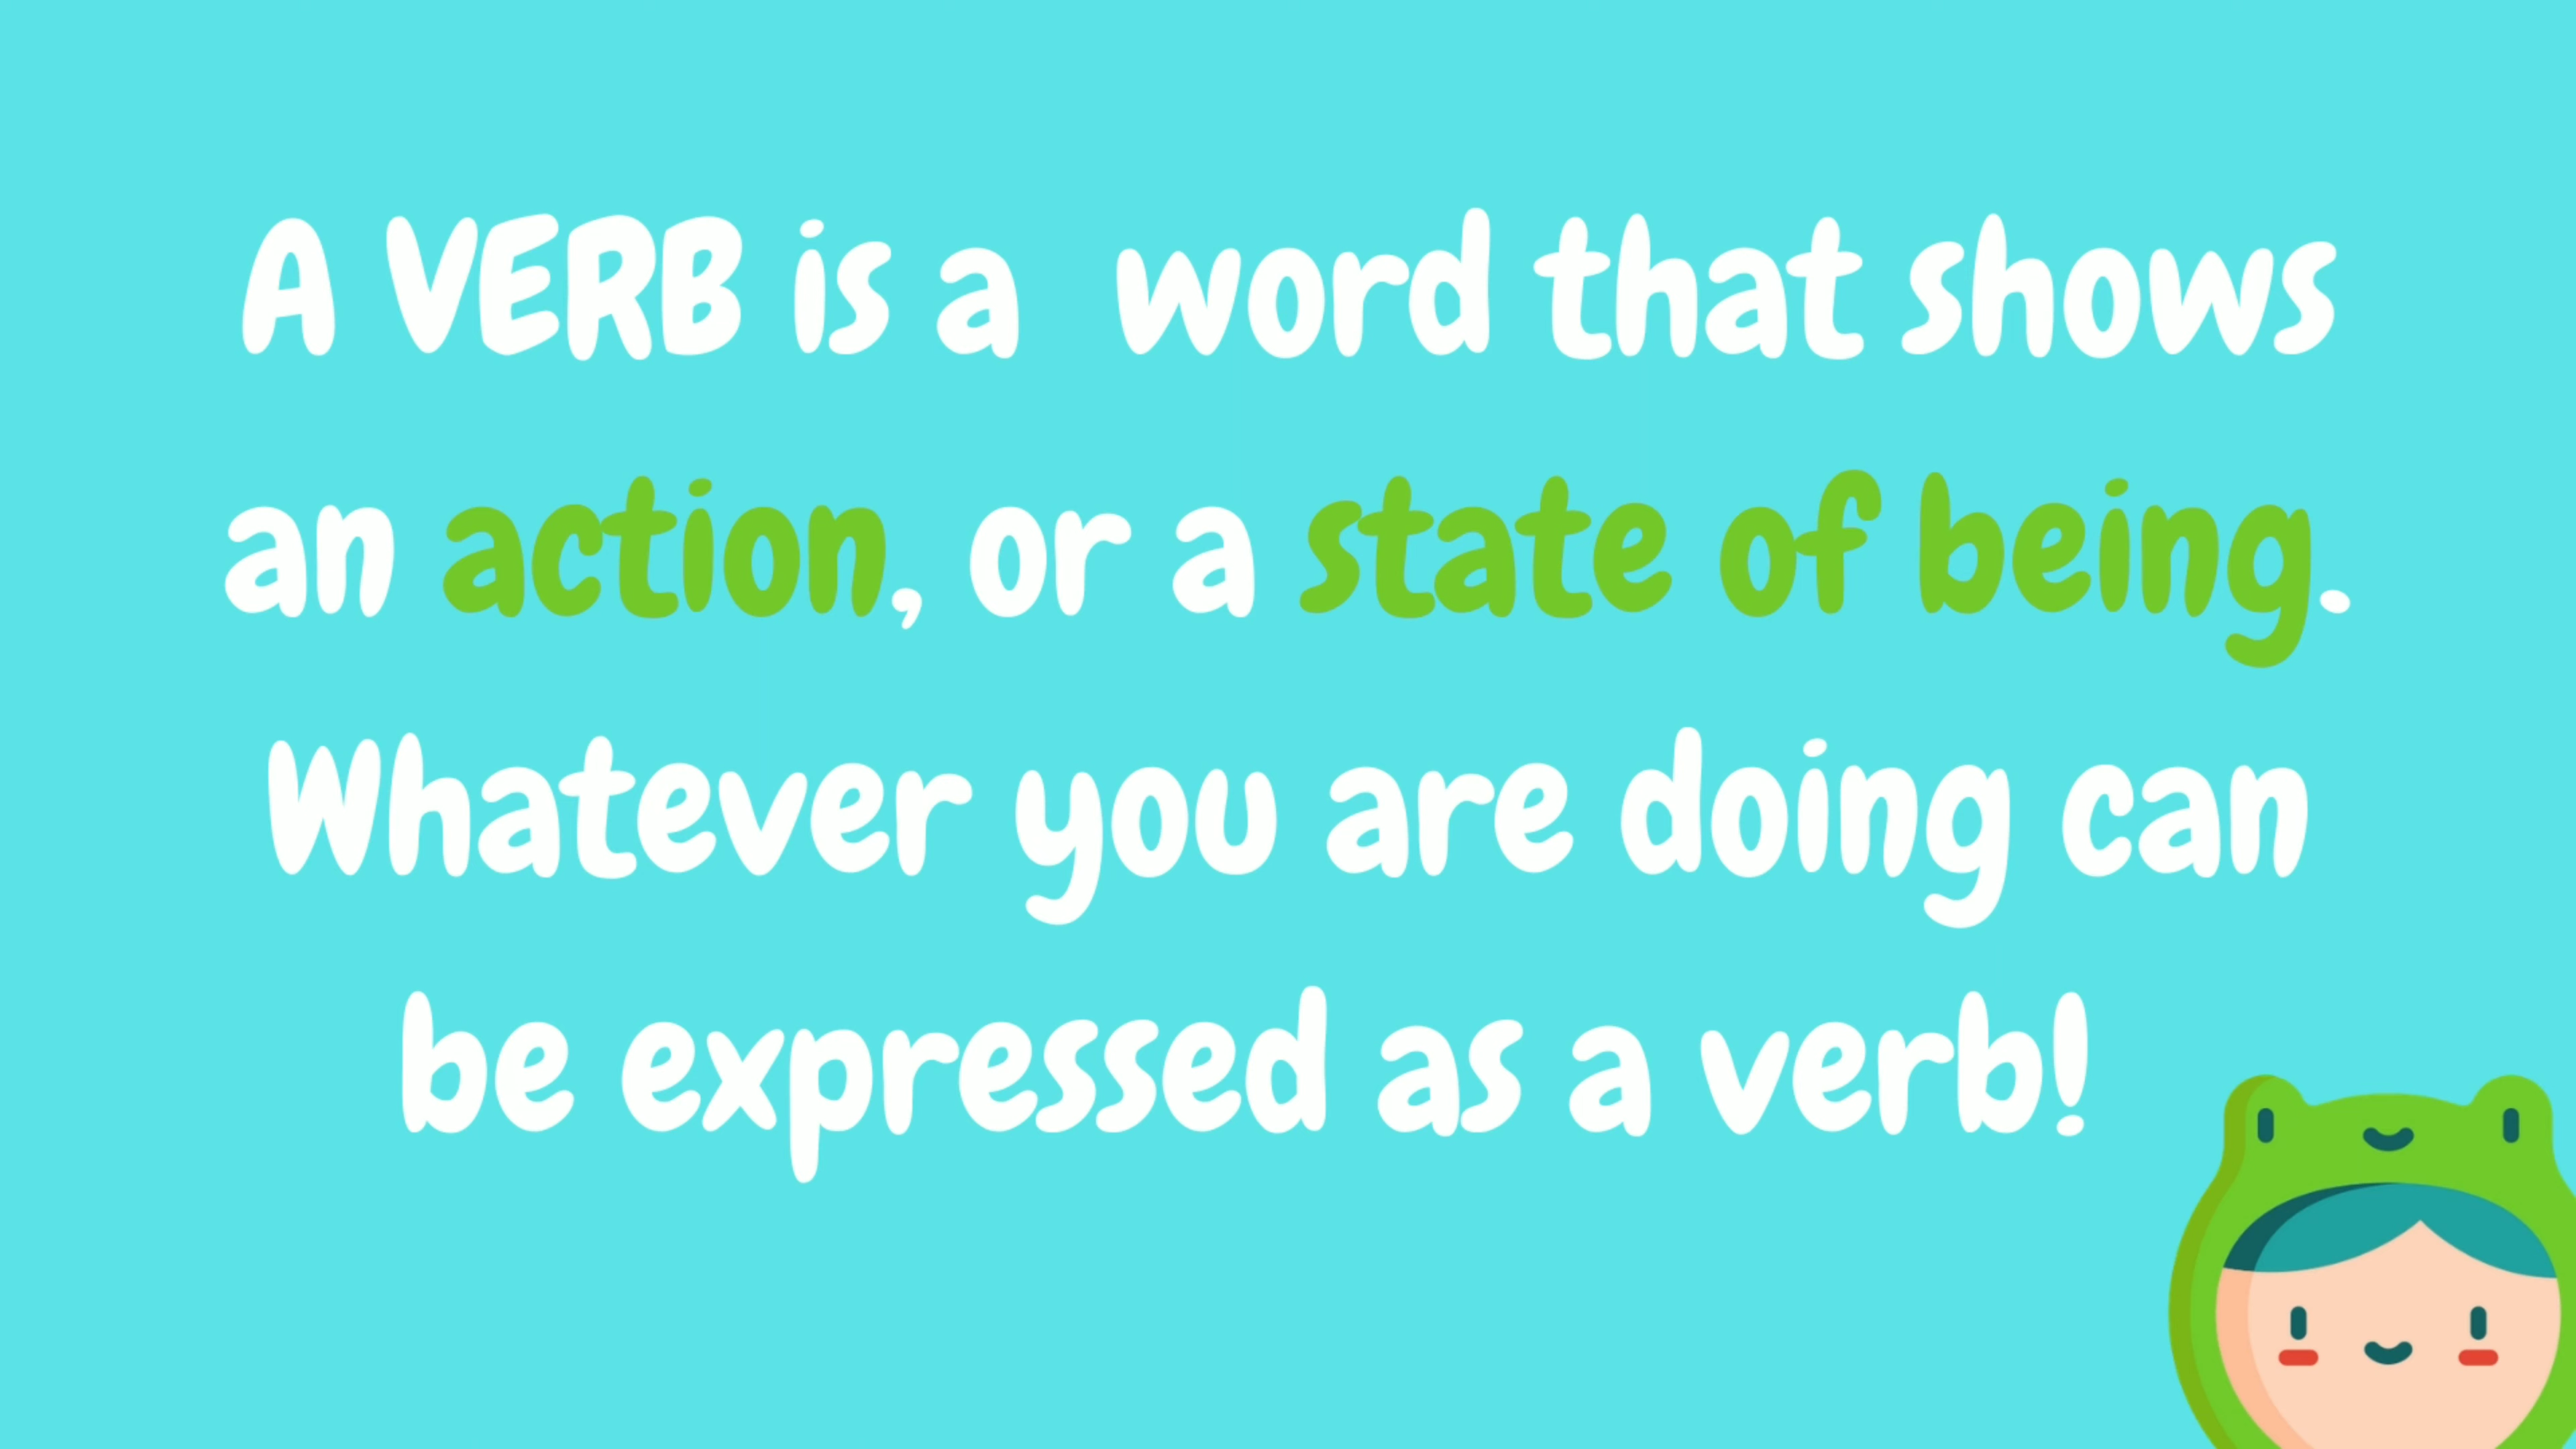 A VERB is a word that shows
an action, or a state of being.
Whatever you are doing can
be expressed as a verb!